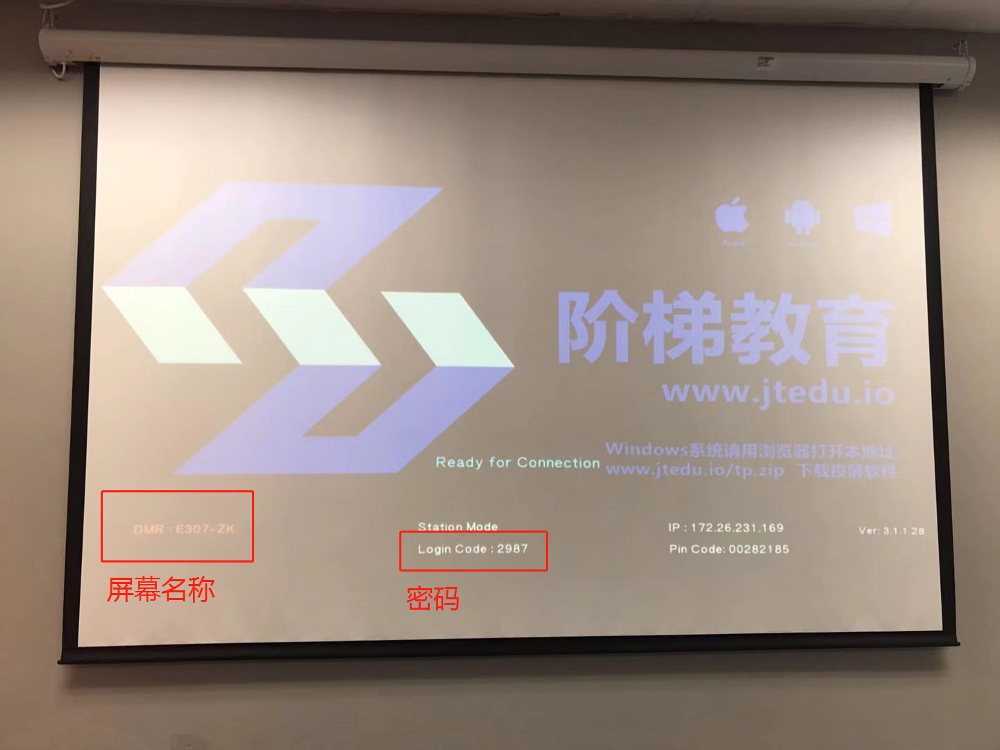 阶梯教育
www.jtedu.io
Windows系统请用浏览器打开本地址
www.jtedu.io/tp.zip 下载投屏软件
Ready for Connection
DMR : E307-ZK
Station Mode
IP : 172.26.231.169
Ver: 3.1.1.28
Login Code : 2987
Pin Code: 00282185
屏幕名称
密码